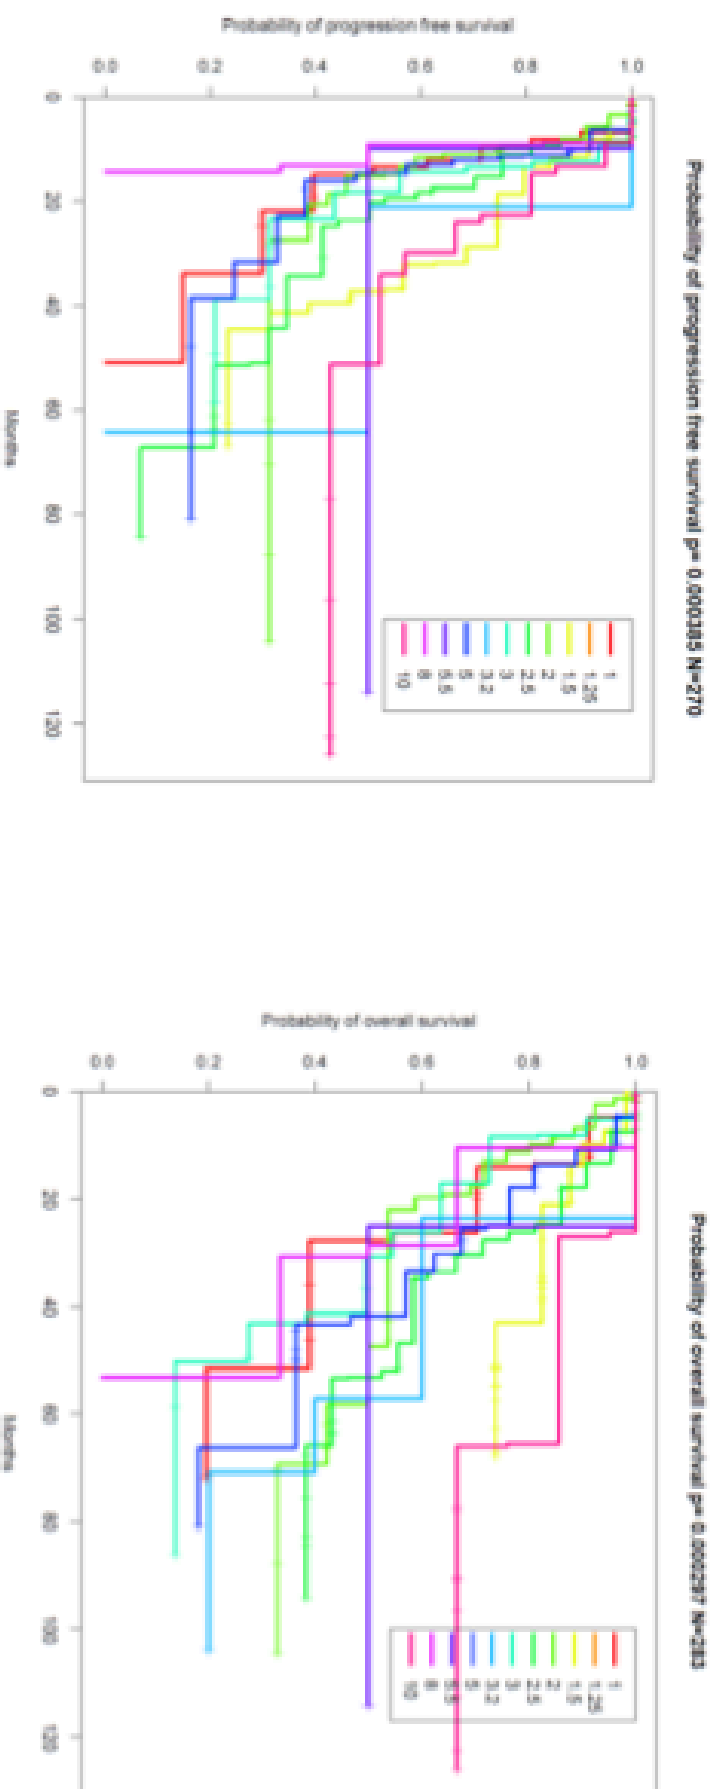 Probability of progression free survival p= 0.000385 N=270
Probability of progression free survival
0.0 0.2 0.4 0.6 0.8 1.0
0 20 40 60 80 100 120
Months
1
1.25
1.5
2
2.5
3
3.2
5
5.5
8
10
Probability of overall survival p= 0.000297 N=283
Probability of overall survival
0.0 0.2 0.4 0.6 0.8 1.0
0 20 40 60 80 100 120
Months
1
1.25
1.5
2
2.5
3
3.2
5
5.5
8
10